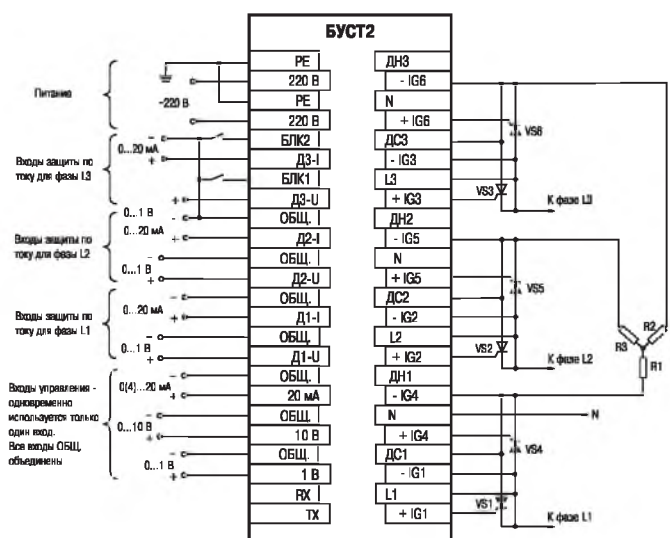 БУСТ2
Питание
~220 В
Входы защиты по
току для фазы L3
–
0...20 мА
+
+
0...1 В
–
Входы защиты по
току для фазы L2
0...20 мА
+
–
0...1 В
+
Входы защиты по
току для фазы L1
–
0...20 мА
+
–
0...1 В
+
Входы управления -
одновременно
используется только
один вход.
Все входы ОБЩ.
объединены
–
0(4)...20 мА
+
–
0...10 В
+
–
0...1 В
+
PE
220 В
PE
220 В
БЛК2
Д3-I
БЛК1
Д3-U
ОБЩ.
Д2-I
ОБЩ.
Д2-U
ОБЩ.
Д1-I
ОБЩ.
Д1-U
ОБЩ.
20 мА
ОБЩ.
10 В
ОБЩ.
1 В
RX
TX
ДН3
- IG6
N
+ IG6
ДС3
- IG3
L3
+ IG3
ДН2
- IG5
N
+ IG5
ДС2
- IG2
L2
+ IG2
ДН1
- IG4
N
+ IG4
ДС1
- IG1
L1
+ IG1
VS6
VS3
К фазе L3
VS5
VS2
К фазе L2
R3
R2
R1
N
VS4
VS1
К фазе L1